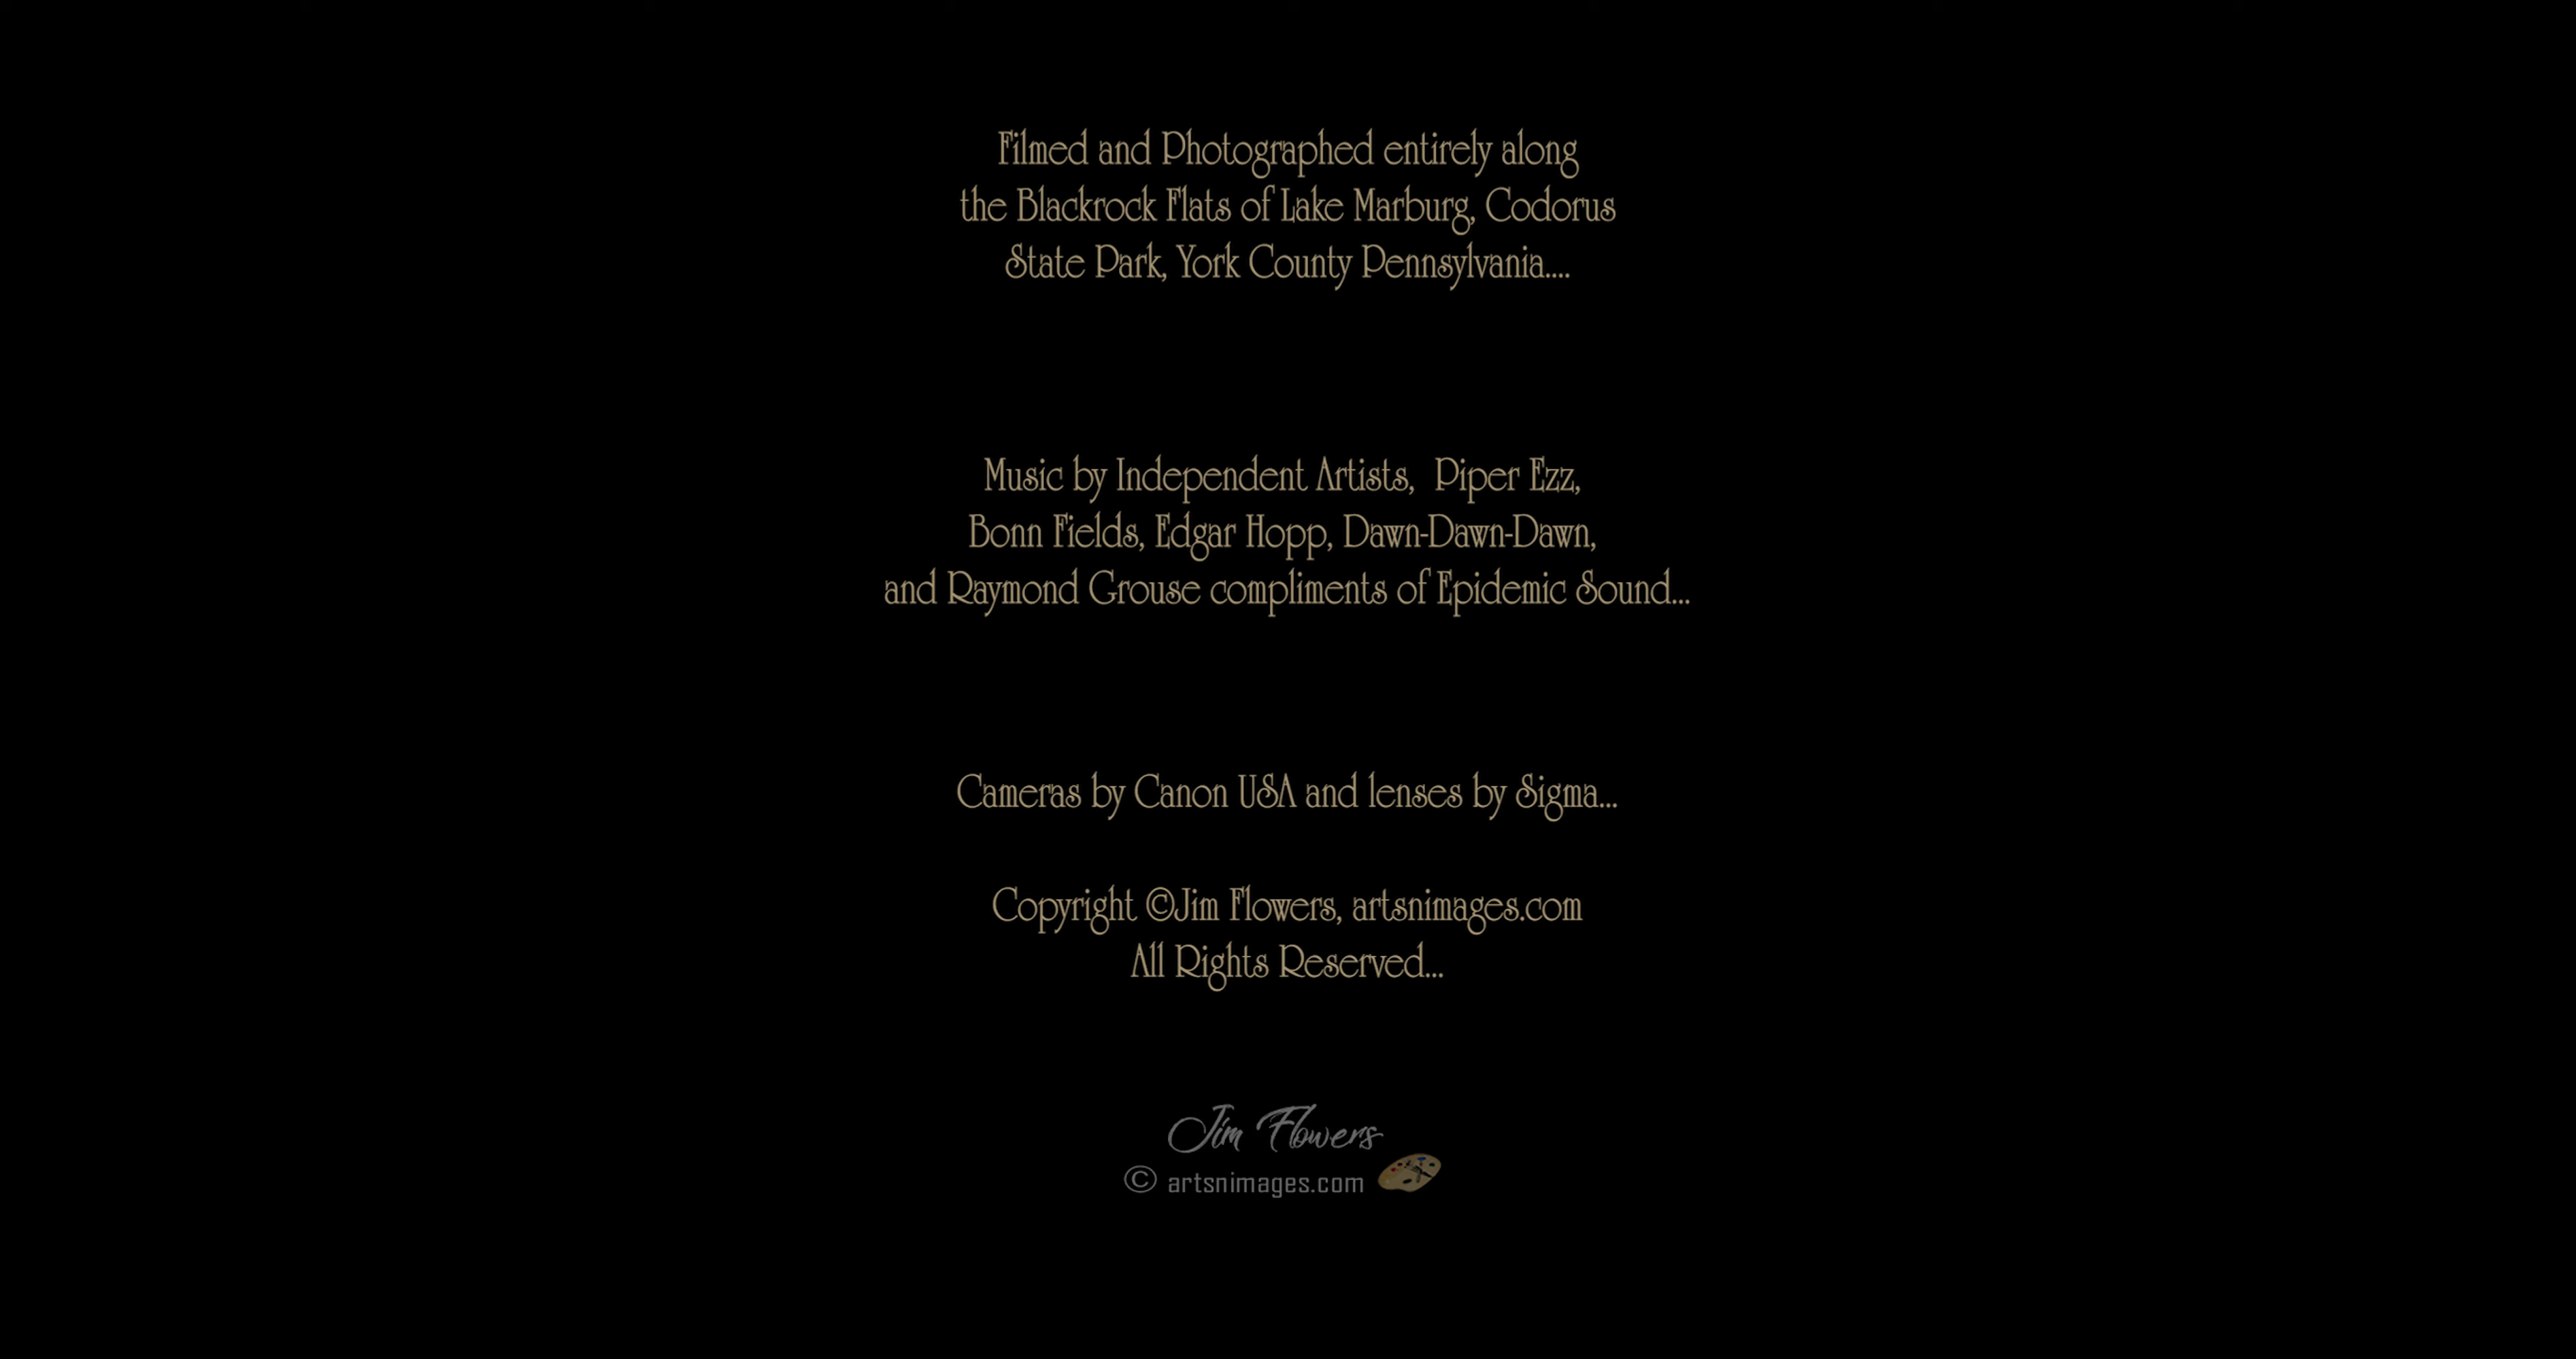 Filmed and Photographed entirely along
the Blackrock Flats of Lake Marburg, Codorus
State Park, York County Pennsylvania....
Music by Independent Artists,  Piper Ezz,
Bonn Fields, Edgar Hopp, Dawn-Dawn-Dawn,
and Raymond Grouse compliments of Epidemic Sound...
Cameras by Canon USA and lenses by Sigma...
Copyright ©Jim Flowers, artsnimages.com
All Rights Reserved...
Jim Flowers
© artsnimages.com